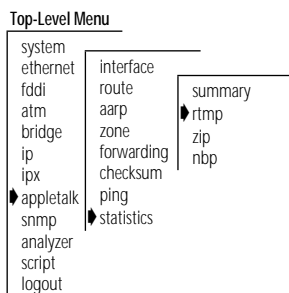 Top-Level Menu
system
ethernet
fddi
atm
bridge
ip
ipx
appletalk
snmp
analyzer
script
logout
interface
route
aarp
zone
forwarding
checksum
ping
statistics
summary
rtmp
zip
nbp